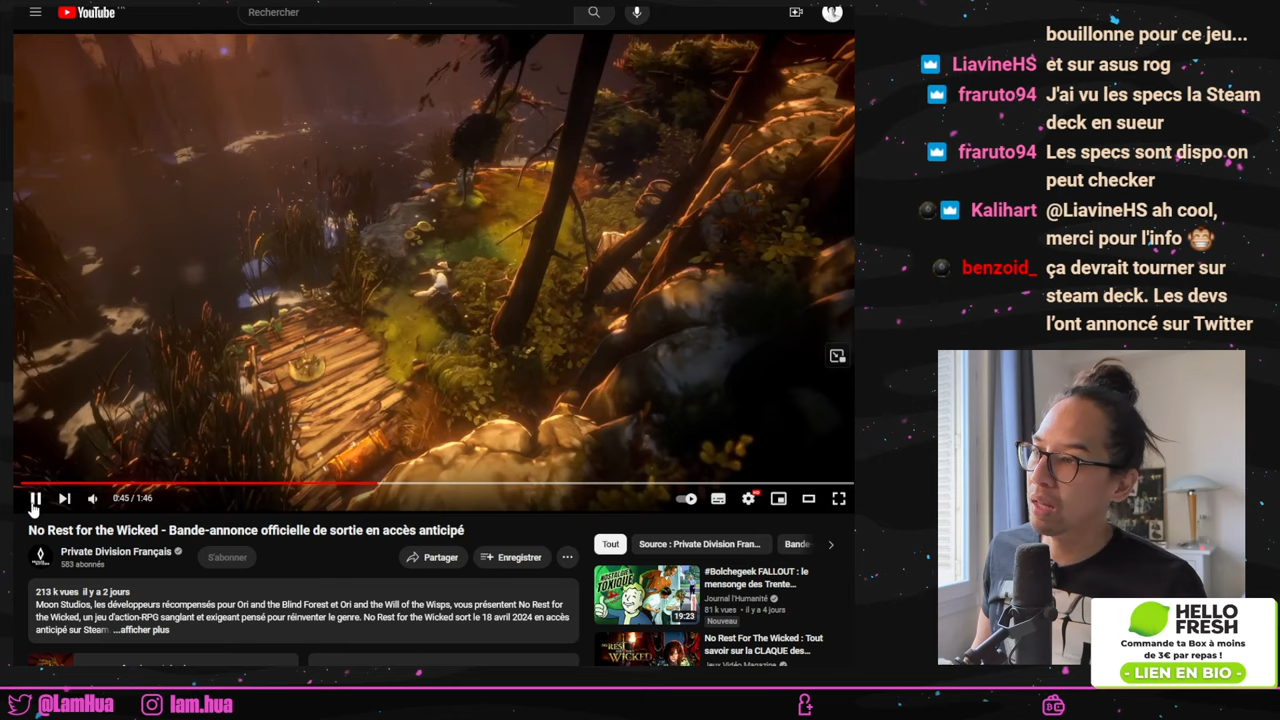 YouTube
Rechercher
0:45 / 1:46
No Rest for the Wicked - Bande-annonce officielle de sortie en accès anticipé
Private Division Français
583 abonnés
S'abonner
Partager
Enregistrer
213 k vues il y a 2 jours
Moon Studios, les développeurs récompensés pour Ori and the Blind Forest et Ori and the Will of the Wisps, vous présentent No Rest for
the Wicked, un jeu d'action-RPG sanglant et exigeant pensé pour réinventer le genre. No Rest for the Wicked sort le 18 avril 2024 en accès
anticipé sur Steam ...afficher plus
Tout
Source : Private Division Fran...
Bande-
NOSTALGIE
TOXIQUE
19:23
#Bolchegeek FALLOUT : le
mensonge des Trente...
Journal l'Humanité
81 k vues • il y a 4 jours
Nouveau
No Rest For The Wicked : Tout
savoir sur la CLAQUE des...
Jeux Vidéo Magazine
WICKED
bouillonne pour ce jeu...
LiavineHS et sur asus rog
fraruto94 J'ai vu les specs la Steam
deck en sueur
fraruto94 Les specs sont dispo on
peut checker
Kalihart @LiavineHS ah cool,
merci pour l'info
benzoid_ ça devrait tourner sur
steam deck. Les devs
l’ont annoncé sur Twitter
HELLO
FRESH
Commande ta Box à moins
de 3€ par repas !
- LIEN EN BIO -
@LamHua
lam.hua